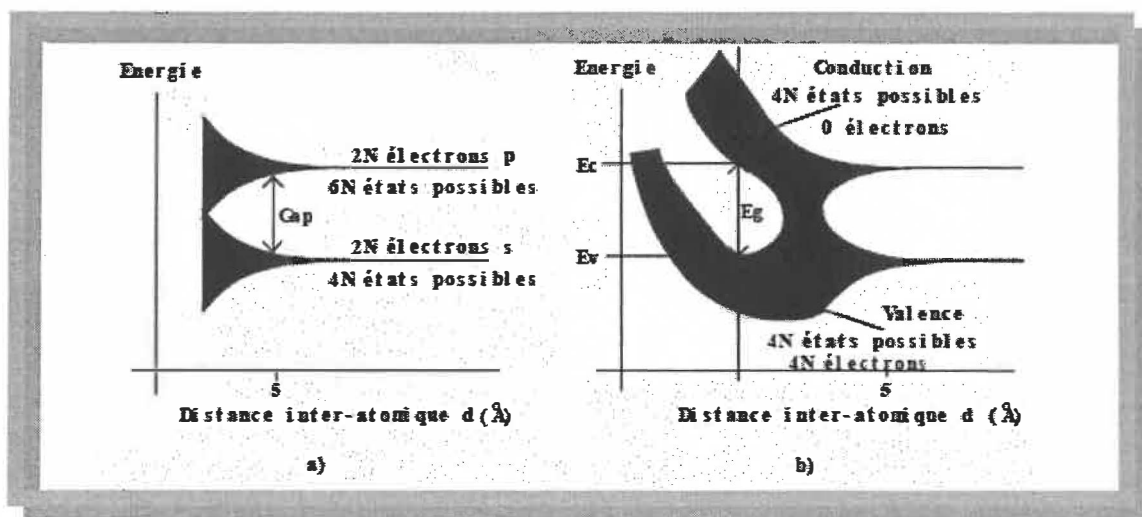 Energie
2N électrons p
6N états possibles
Gap
2N électrons s
4N états possibles
5
Distance inter-atomique d (Å)
a)
Energie
Conduction
4N états possibles
0 électrons
Ec
Eg
Ev
Valence
4N états possibles
4N électrons
5
Distance inter-atomique d (Å)
b)